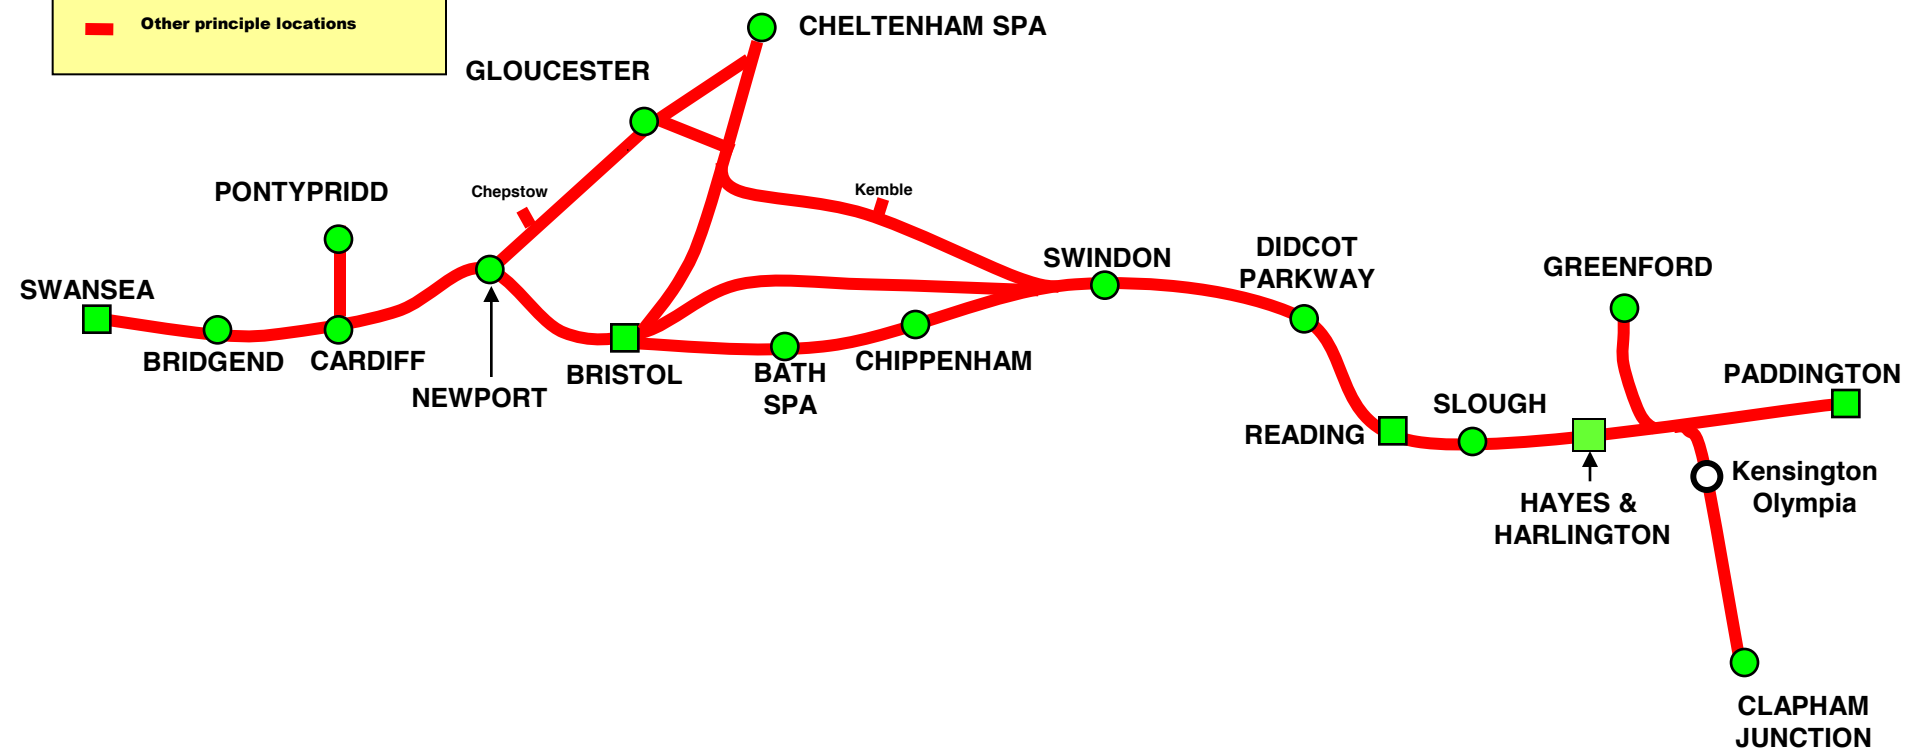 Other principle locations
CHELTENHAM SPA
GLOUCESTER
PONTYPRIDD
Chepstow
Kemble
SWANSEA
SWINDON
DIDCOT
PARKWAY
GREENFORD
BRIDGEND
CARDIFF
NEWPORT
BRISTOL
BATH
SPA
CHIPPENHAM
PADDINGTON
SLOUGH
READING
Kensington
Olympia
HAYES &
HARLINGTON
CLAPHAM
JUNCTION